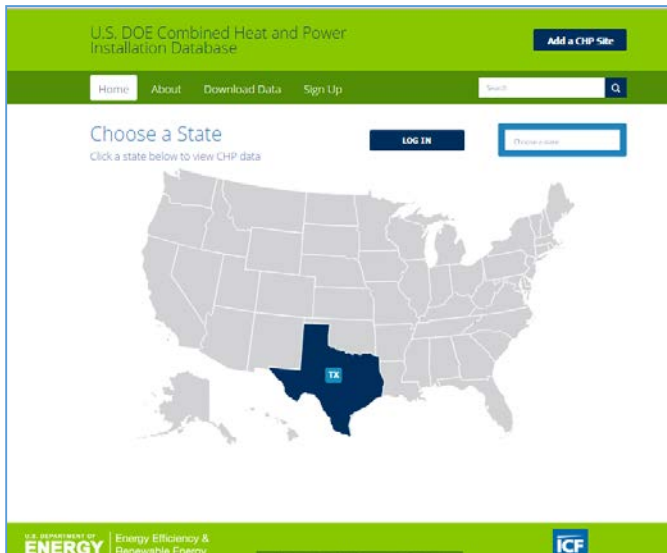 U.S. DOE Combined Heat and Power
Installation Database
Add a CHP Site
Home About Download Data Sign Up
Search
Choose a State
Click a state below to view CHP data
LOG IN
Choose a state
TX
U.S. DEPARTMENT OF
ENERGY
Energy Efficiency &
Renewable Energy
ICF